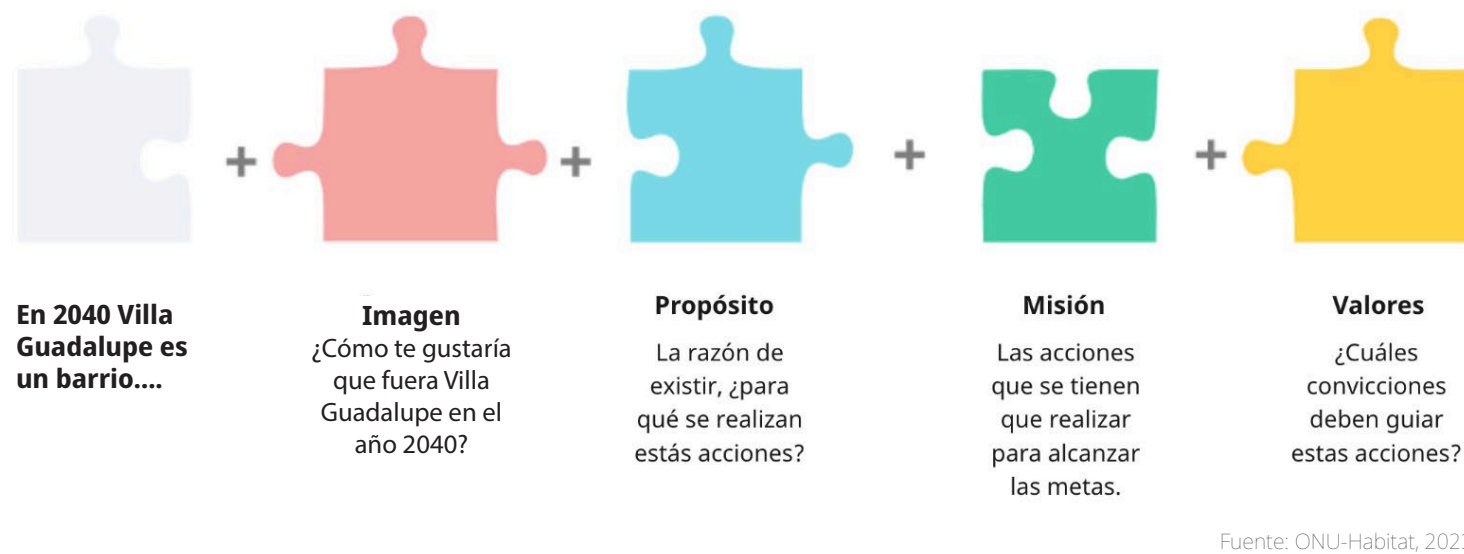 En 2040 Villa
Guadalupe es
un barrio....
Imagen
¿Cómo te gustaría
que fuera Villa
Guadalupe en el
año 2040?
Propósito
La razón de
existir, ¿para
qué se realizan
estás acciones?
Misión
Las acciones
que se tienen
que realizar
para alcanzar
las metas.
Valores
¿Cuáles
convicciones
deben guiar
estas acciones?
Fuente: ONU-Habitat,